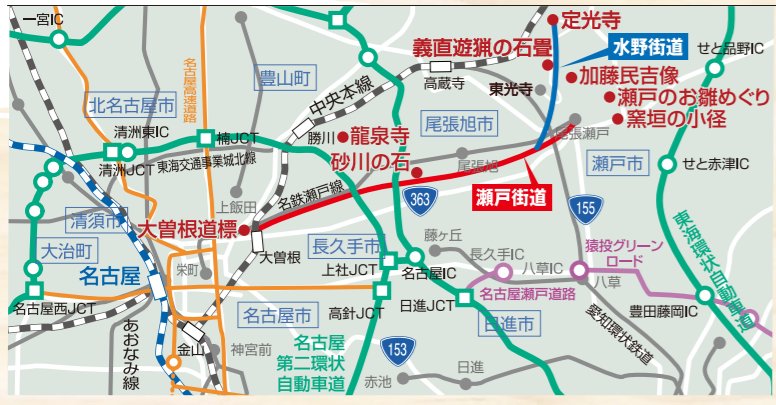 一宮IC
定光寺
水野街道
義直遊猟の石畳
せと品野IC
名古屋高速道路
豊山町
中央本線
高蔵寺
東光寺
加藤民吉像
瀬戸のお雛めぐり
窯垣の小径
北名古屋市
清洲東IC
楠JCT
勝川
龍泉寺
尾張旭市
尾張瀬戸
清洲JCT
東海交通事業城北線
砂川の石
尾張旭
瀬戸市
せと赤津IC
上飯田
名鉄瀬戸線
363
瀬戸街道
155
清須市
大曽根道標
大治町
大曽根
長久手市
藤ヶ丘
猿投グリーン
ロード
東海環状自動車道
名古屋
栄町
上社JCT
名古屋IC
長久手IC
八草IC
八草
名古屋瀬戸道路
名古屋西JCT
名古屋市
高針JCT
日進JCT
日進市
豊田藤岡IC
愛知環状鉄道
あおなみ線
金山
神宮前
名古屋
第二環状
自動車道
153
赤池
日進